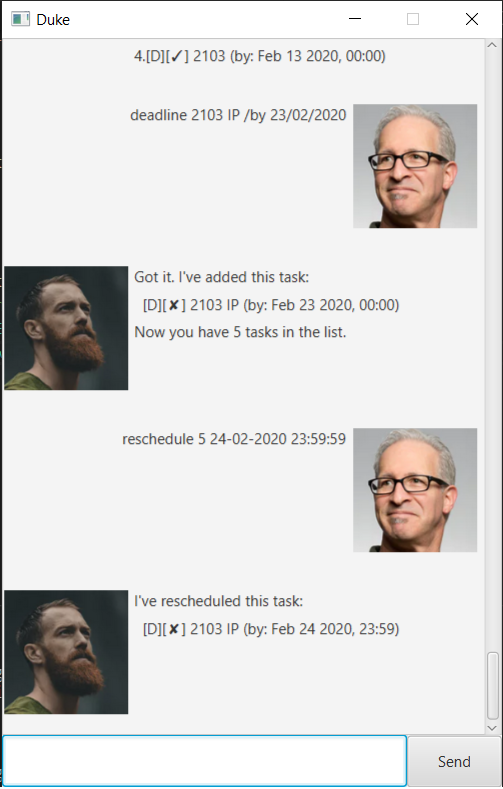 Duke
4.[D][✓] 2103 (by: Feb 13 2020, 00:00)
deadline 2103 IP /by 23/02/2020
Got it. I've added this task:
[D][✘] 2103 IP (by: Feb 23 2020, 00:00)
Now you have 5 tasks in the list.
reschedule 5 24-02-2020 23:59:59
I've rescheduled this task:
[D][✘] 2103 IP (by: Feb 24 2020, 23:59)
Send